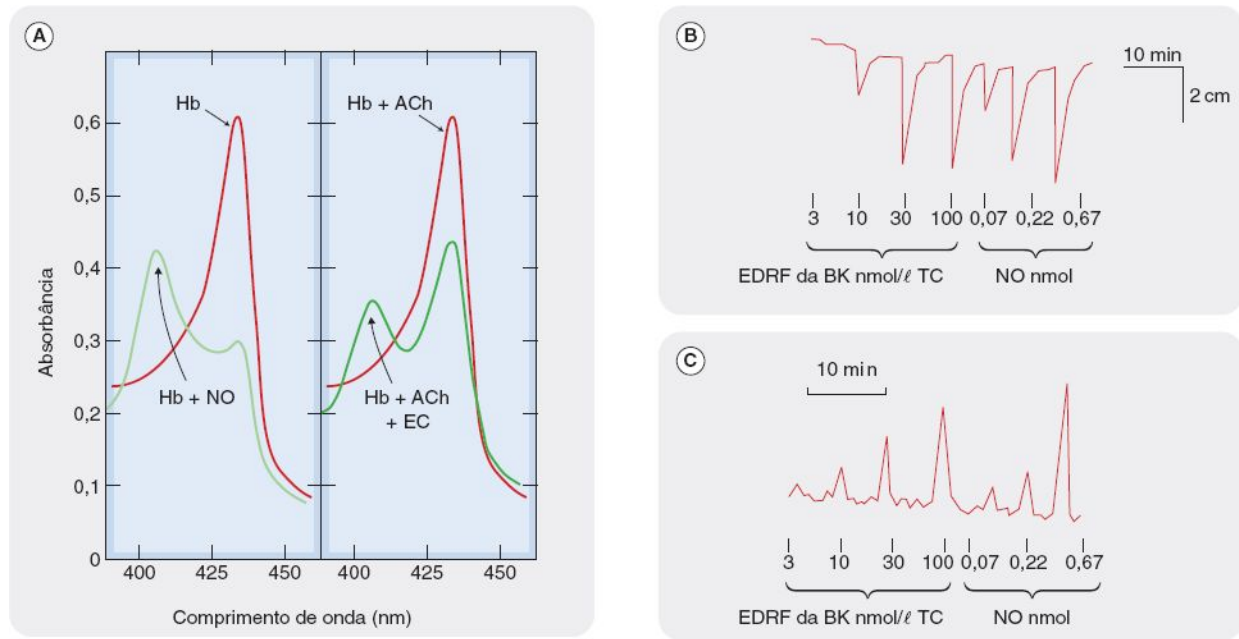 A
Absorbância
0,6
0,5
0,4
0,3
0,2
0,1
0
Hb
Hb + NO
Hb + ACh
Hb + ACh
+ EC
400 425 450 400 425 450
Comprimento de onda (nm)
B
10 min
2 cm
3 10 30 100 0,07 0,22 0,67
EDRF da BK nmol/ℓ TC NO nmol
C
10 min
3 10 30 100 0,07 0,22 0,67
EDRF da BK nmol/ℓ TC NO nmol